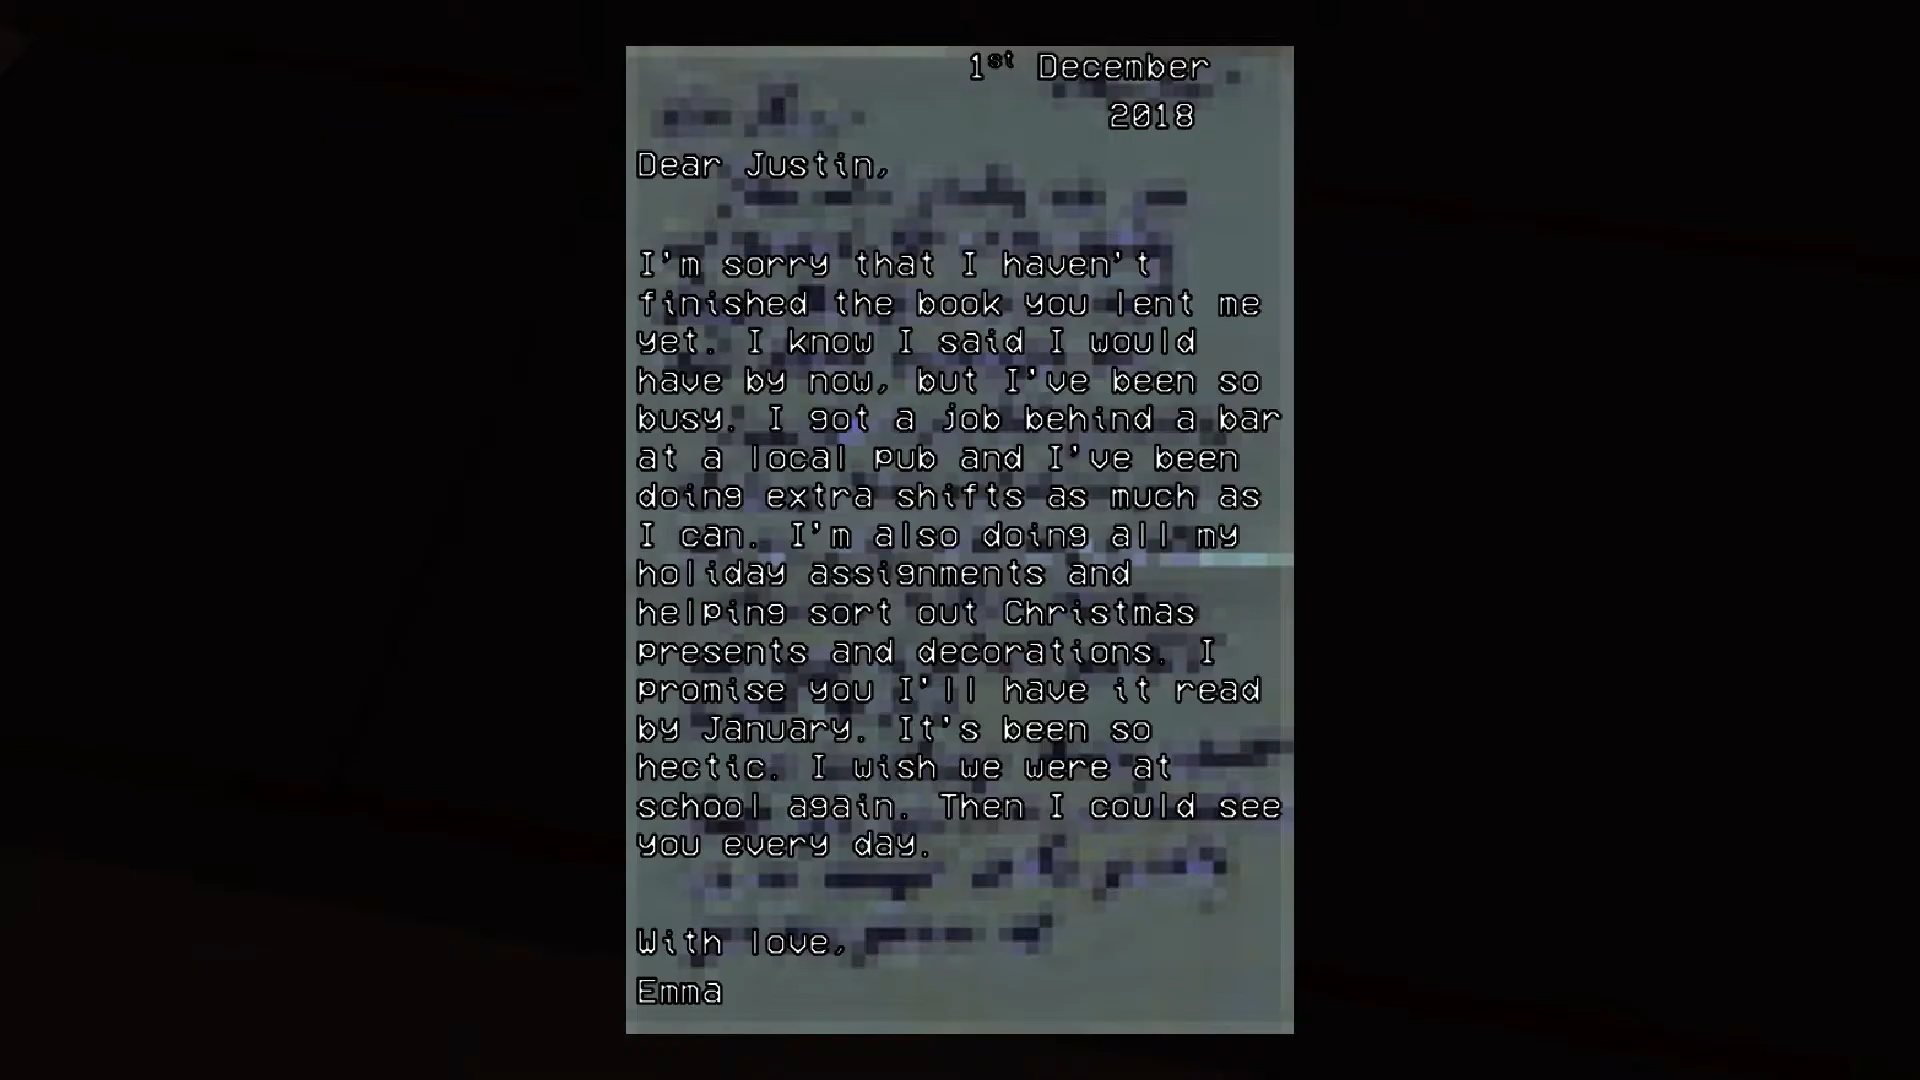 1st December
2018
Dear Justin,
I'm sorry that I haven't
finished the book you lent me
yet. I know I said I would
have by now, but I've been so
busy. I got a job behind a bar
at a local pub and I've been
doing extra shifts as much as
I can. I'm also doing all my
holiday assignments and
helping sort out Christmas
presents and decorations. I
promise you I'll have it read
by January. It's been so
hectic. I wish we were at
school again. Then I could see
you every day.
With love,
Emma